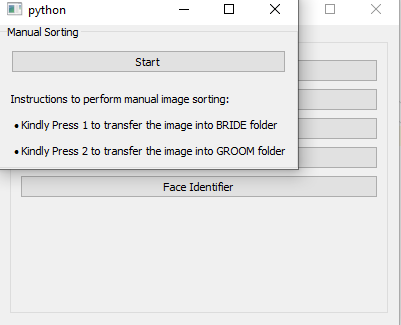 python
Manual Sorting
Start
Instructions to perform manual image sorting:
• Kindly Press 1 to transfer the image into BRIDE folder
• Kindly Press 2 to transfer the image into GROOM folder
Face Identifier